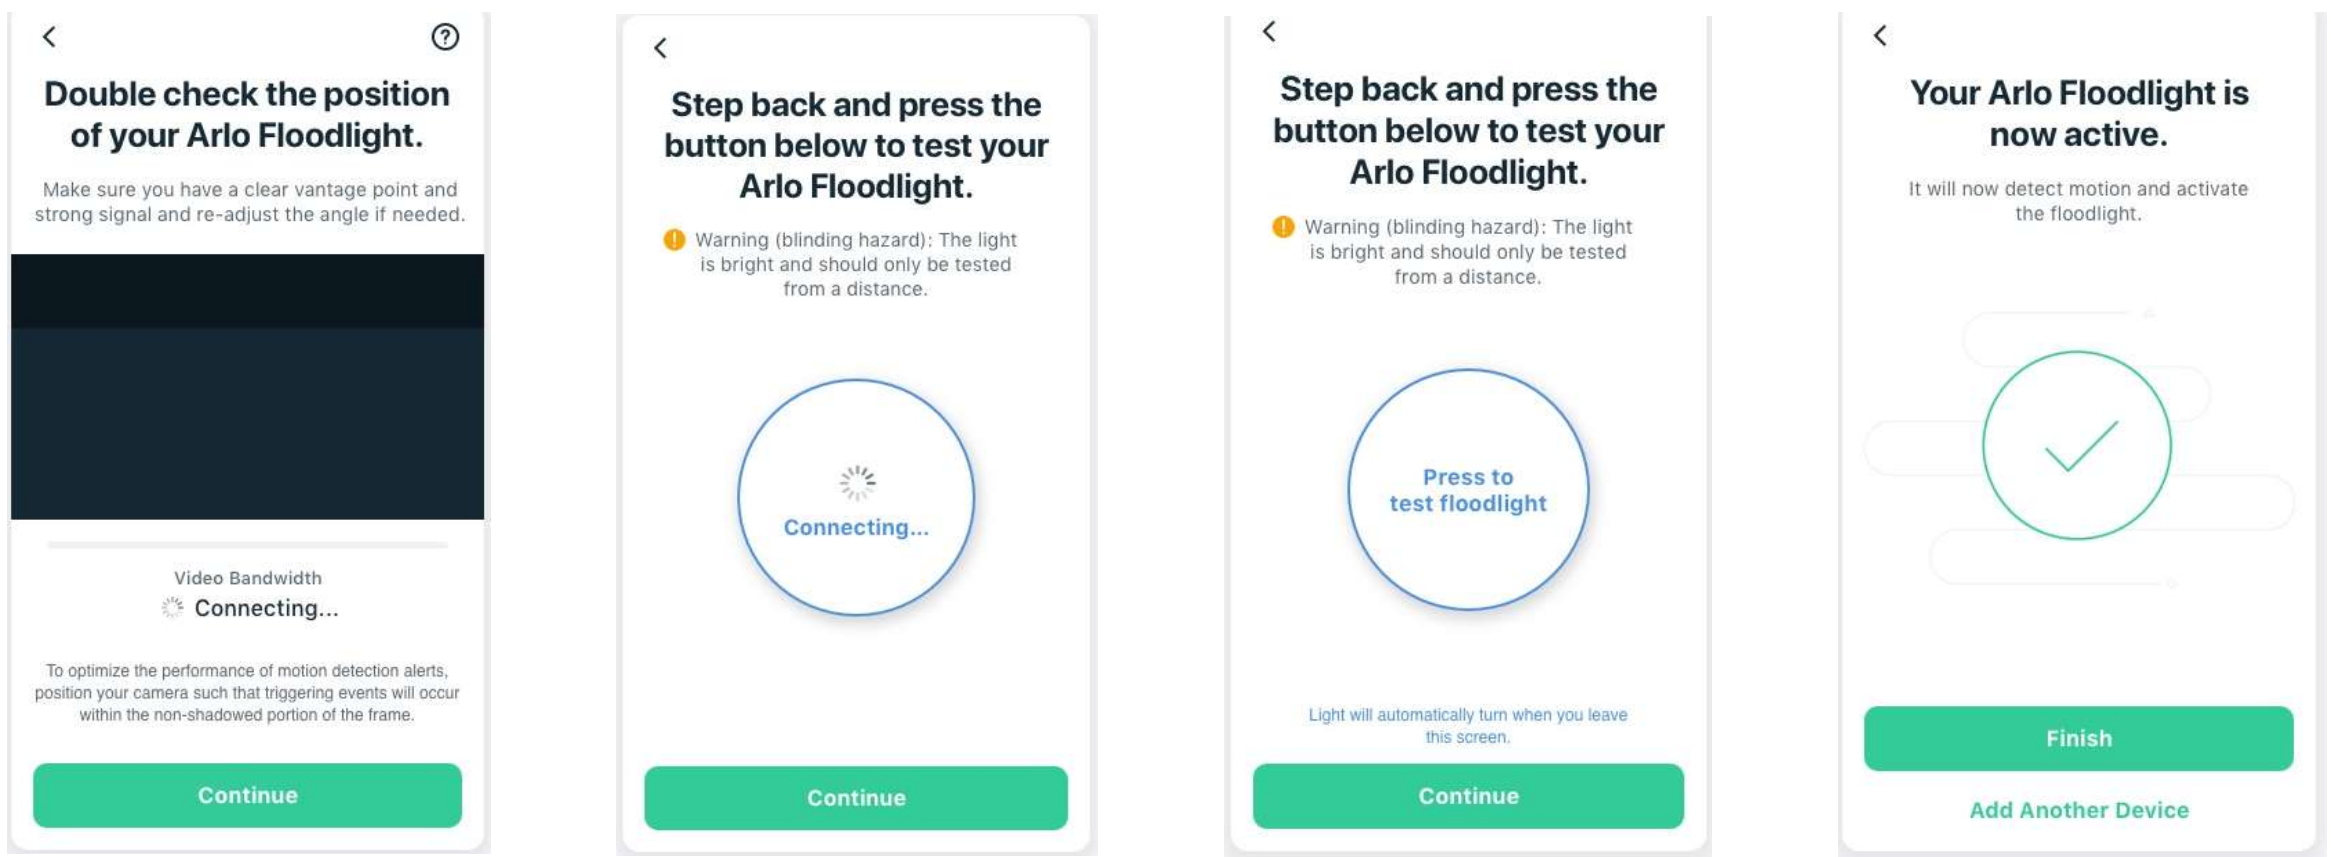 Double check the position
of your Arlo Floodlight.
Make sure you have a clear vantage point and
strong signal and re-adjust the angle if needed.
Video Bandwidth
Connecting...
To optimize the performance of motion detection alerts,
position your camera such that triggering events will occur
within the non-shadowed portion of the frame.
Continue
Step back and press the
button below to test your
Arlo Floodlight.
Warning (blinding hazard): The light
is bright and should only be tested
from a distance.
Connecting...
Continue
Step back and press the
button below to test your
Arlo Floodlight.
Warning (blinding hazard): The light
is bright and should only be tested
from a distance.
Press to
test floodlight
Light will automatically turn when you leave
this screen.
Continue
Your Arlo Floodlight is
now active.
It will now detect motion and activate
the floodlight.
Finish
Add Another Device